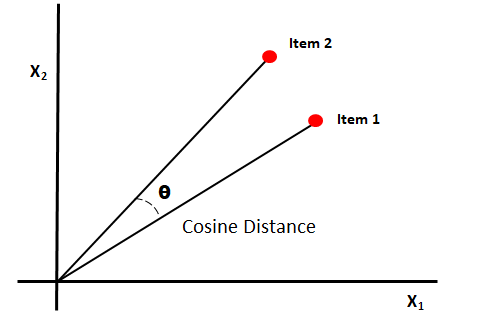 Item 2
X₂
Item 1
θ
Cosine Distance
X₁